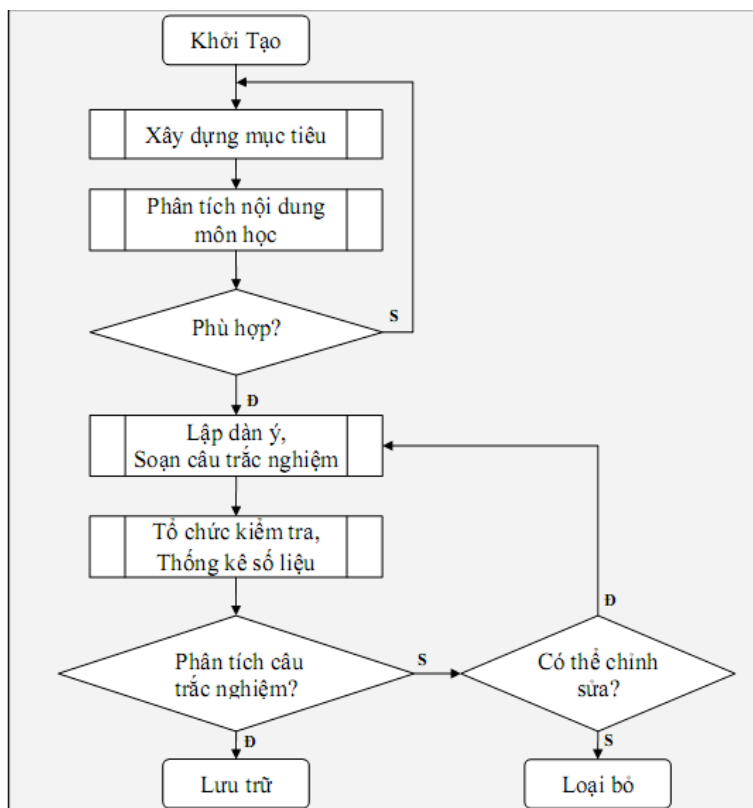 Khởi Tạo
Xây dựng mục tiêu
Phân tích nội dung
môn học
Phù hợp?
S
Đ
Lập dàn ý,
Soạn câu trắc nghiệm
Tổ chức kiểm tra,
Thống kê số liệu
Đ
Phân tích câu
trắc nghiệm?
S
Có thể chỉnh
sửa?
Đ
S
Lưu trữ
Loại bỏ